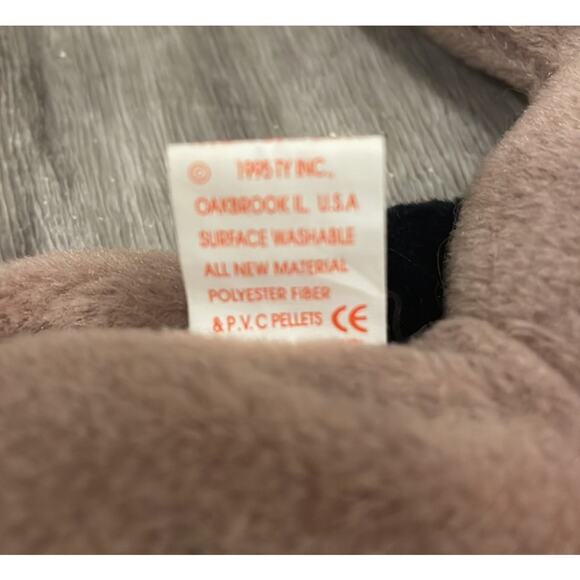 © 1995 TY INC.,
OAKBROOK IL. U.S.A
SURFACE WASHABLE
ALL NEW MATERIAL
POLYESTER FIBER
& P.V.C PELLETS CE